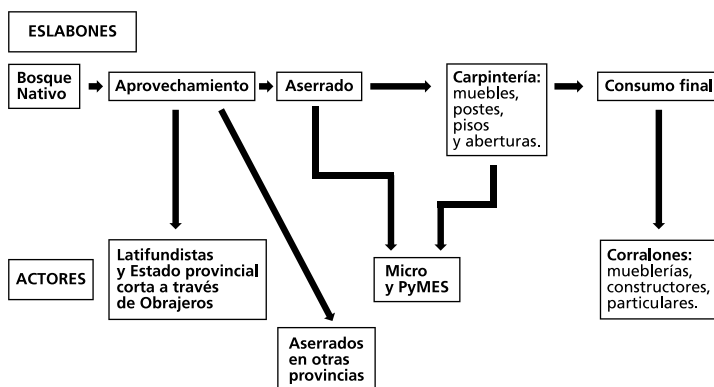 ESLABONES
Bosque
Nativo
Aprovechamiento
Aserrado
Carpintería:
muebles,
postes,
pisos
y aberturas.
Consumo final
ACTORES
Latifundistas
y Estado provincial
corta a través
de Obrajeros
Aserrados
en otras
provincias
Micro
y PyMES
Corralones:
mueblerías,
constructores,
particulares.